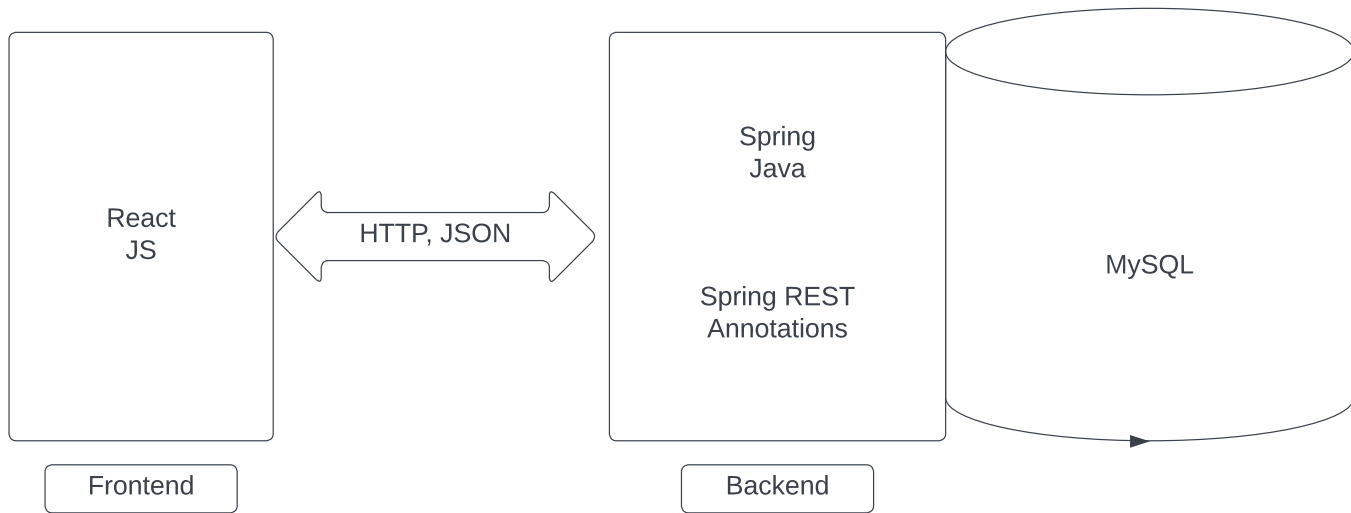 React
JS
HTTP, JSON
Spring
Java
Spring REST
Annotations
MySQL
Frontend
Backend